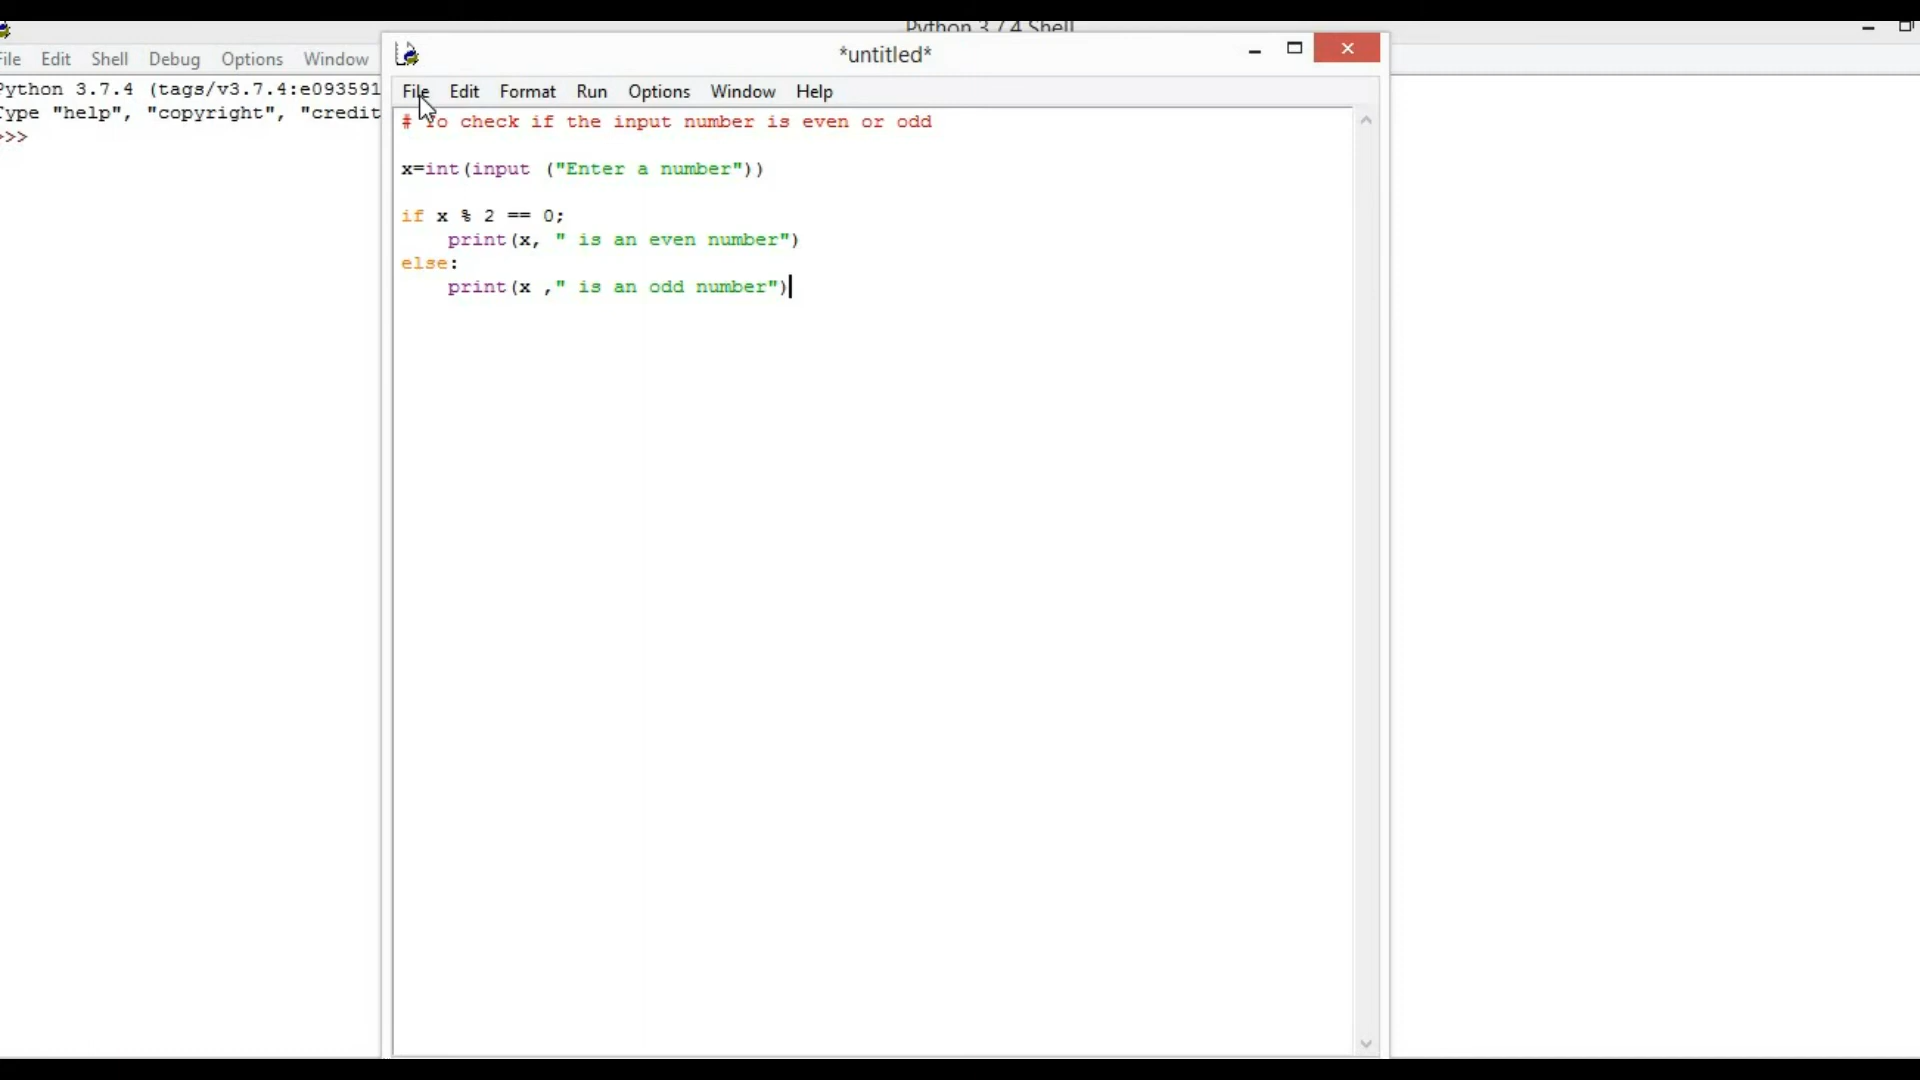 Python 3.7.4 Shell
File Edit Shell Debug Options Window
Python 3.7.4 (tags/v3.7.4:e093591
Type "help", "copyright", "credit
>>>
*untitled*
File Edit Format Run Options Window Help
# To check if the input number is even or odd
x=int(input ("Enter a number"))
if x % 2 == 0;
print(x, " is an even number")
else:
print(x ," is an odd number")